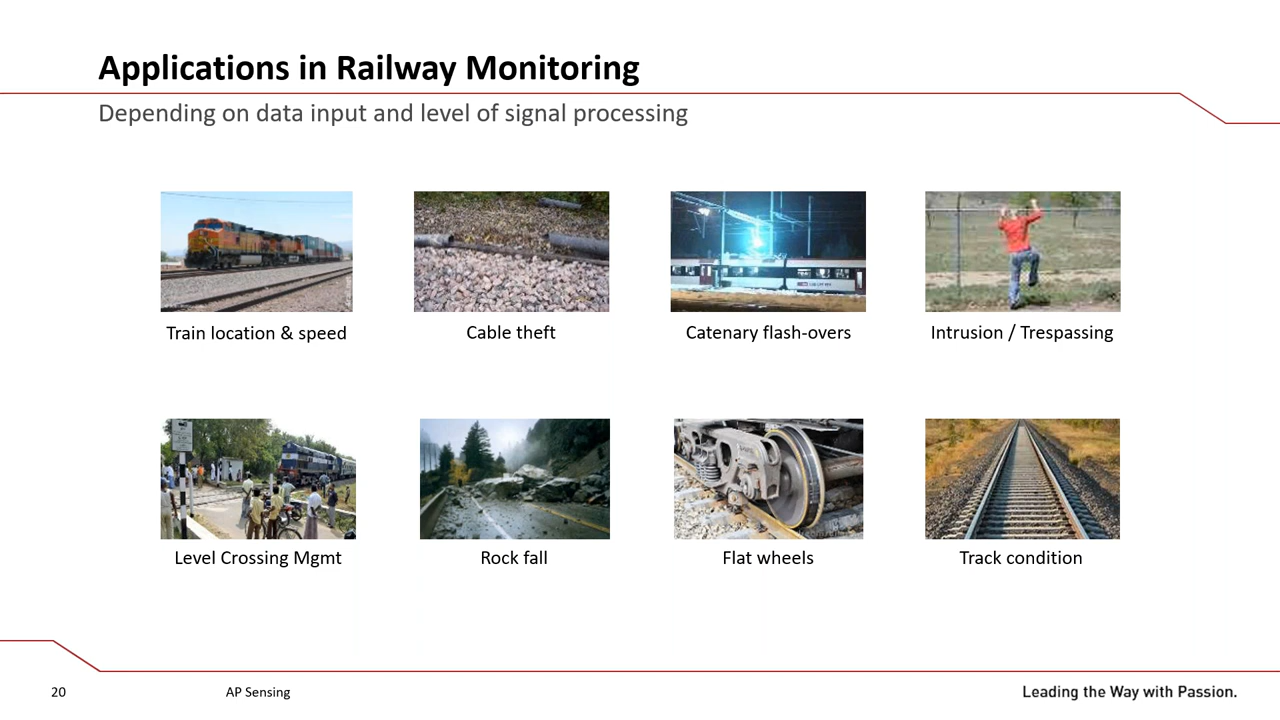 Applications in Railway Monitoring
Depending on data input and level of signal processing
Train location & speed
Cable theft
Catenary flash-overs
Intrusion / Trespassing
Level Crossing Mgmt
Rock fall
Flat wheels
Track condition
20
AP Sensing
Leading the Way with Passion.